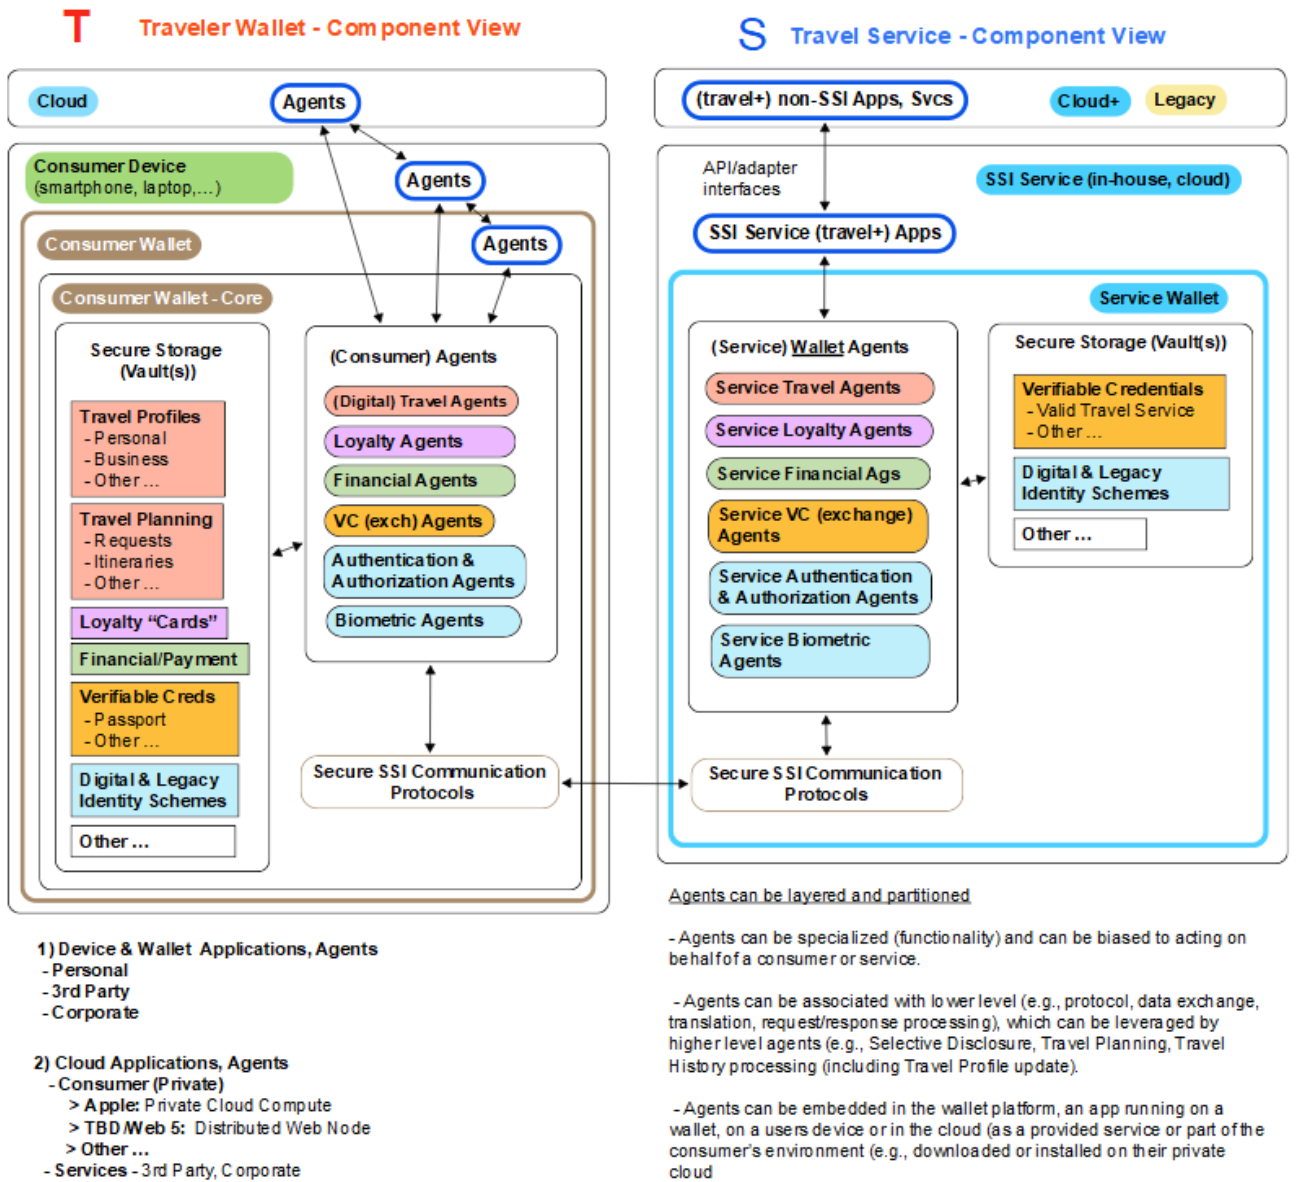 T Traveler Wallet - Component View
Cloud
Agents
Consumer Device
(smartphone, laptop,...)
Agents
Consumer Wallet
Agents
Consumer Wallet - Core
Secure Storage
(Vault(s))
Travel Profiles
- Personal
- Business
- Other ...
Travel Planning
- Requests
- Itineraries
- Other ...
Loyalty “Cards”
Financial/Payment
Verifiable Creds
- Passport
- Other ...
Digital & Legacy
Identity Schemes
Other ...
(Consumer) Agents
(Digital) Travel Agents
Loyalty Agents
Financial Agents
VC (exch) Agents
Authentication &
Authorization Agents
Biometric Agents
Secure SSI Communication
Protocols
1) Device & Wallet Applications, Agents
- Personal
- 3rd Party
- Corporate
2) Cloud Applications, Agents
- Consumer (Private)
> Apple: Private Cloud Compute
> TBD/Web 5: Distributed Web Node
> Other ...
- Services - 3rd Party, Corporate
S Travel Service - Component View
(travel+) non-SSI Apps, Svcs
Cloud+
Legacy
API/adapter
interfaces
SSI Service (in-house, cloud)
SSI Service (travel+) Apps
Service Wallet
(Service) Wallet Agents
Service Travel Agents
Service Loyalty Agents
Service Financial Ags
Service VC (exchange)
Agents
Service Authentication
& Authorization Agents
Service Biometric
Agents
Secure Storage (Vault(s))
Verifiable Credentials
- Valid Travel Service
- Other ...
Digital & Legacy
Identity Schemes
Other ...
Secure SSI Communication
Protocols
Agents can be layered and partitioned
- Agents can be specialized (functionality) and can be biased to acting on
behalf of a consumer or service.
- Agents can be associated with lower level (e.g., protocol, data exchange,
translation, request/response processing), which can be leveraged by
higher level agents (e.g., Selective Disclosure, Travel Planning, Travel
History processing (including Travel Profile update).
- Agents can be embedded in the wallet platform, an app running on a
wallet, on a users device or in the cloud (as a provided service or part of the
consumer's environment (e.g., downloaded or installed on their private
cloud